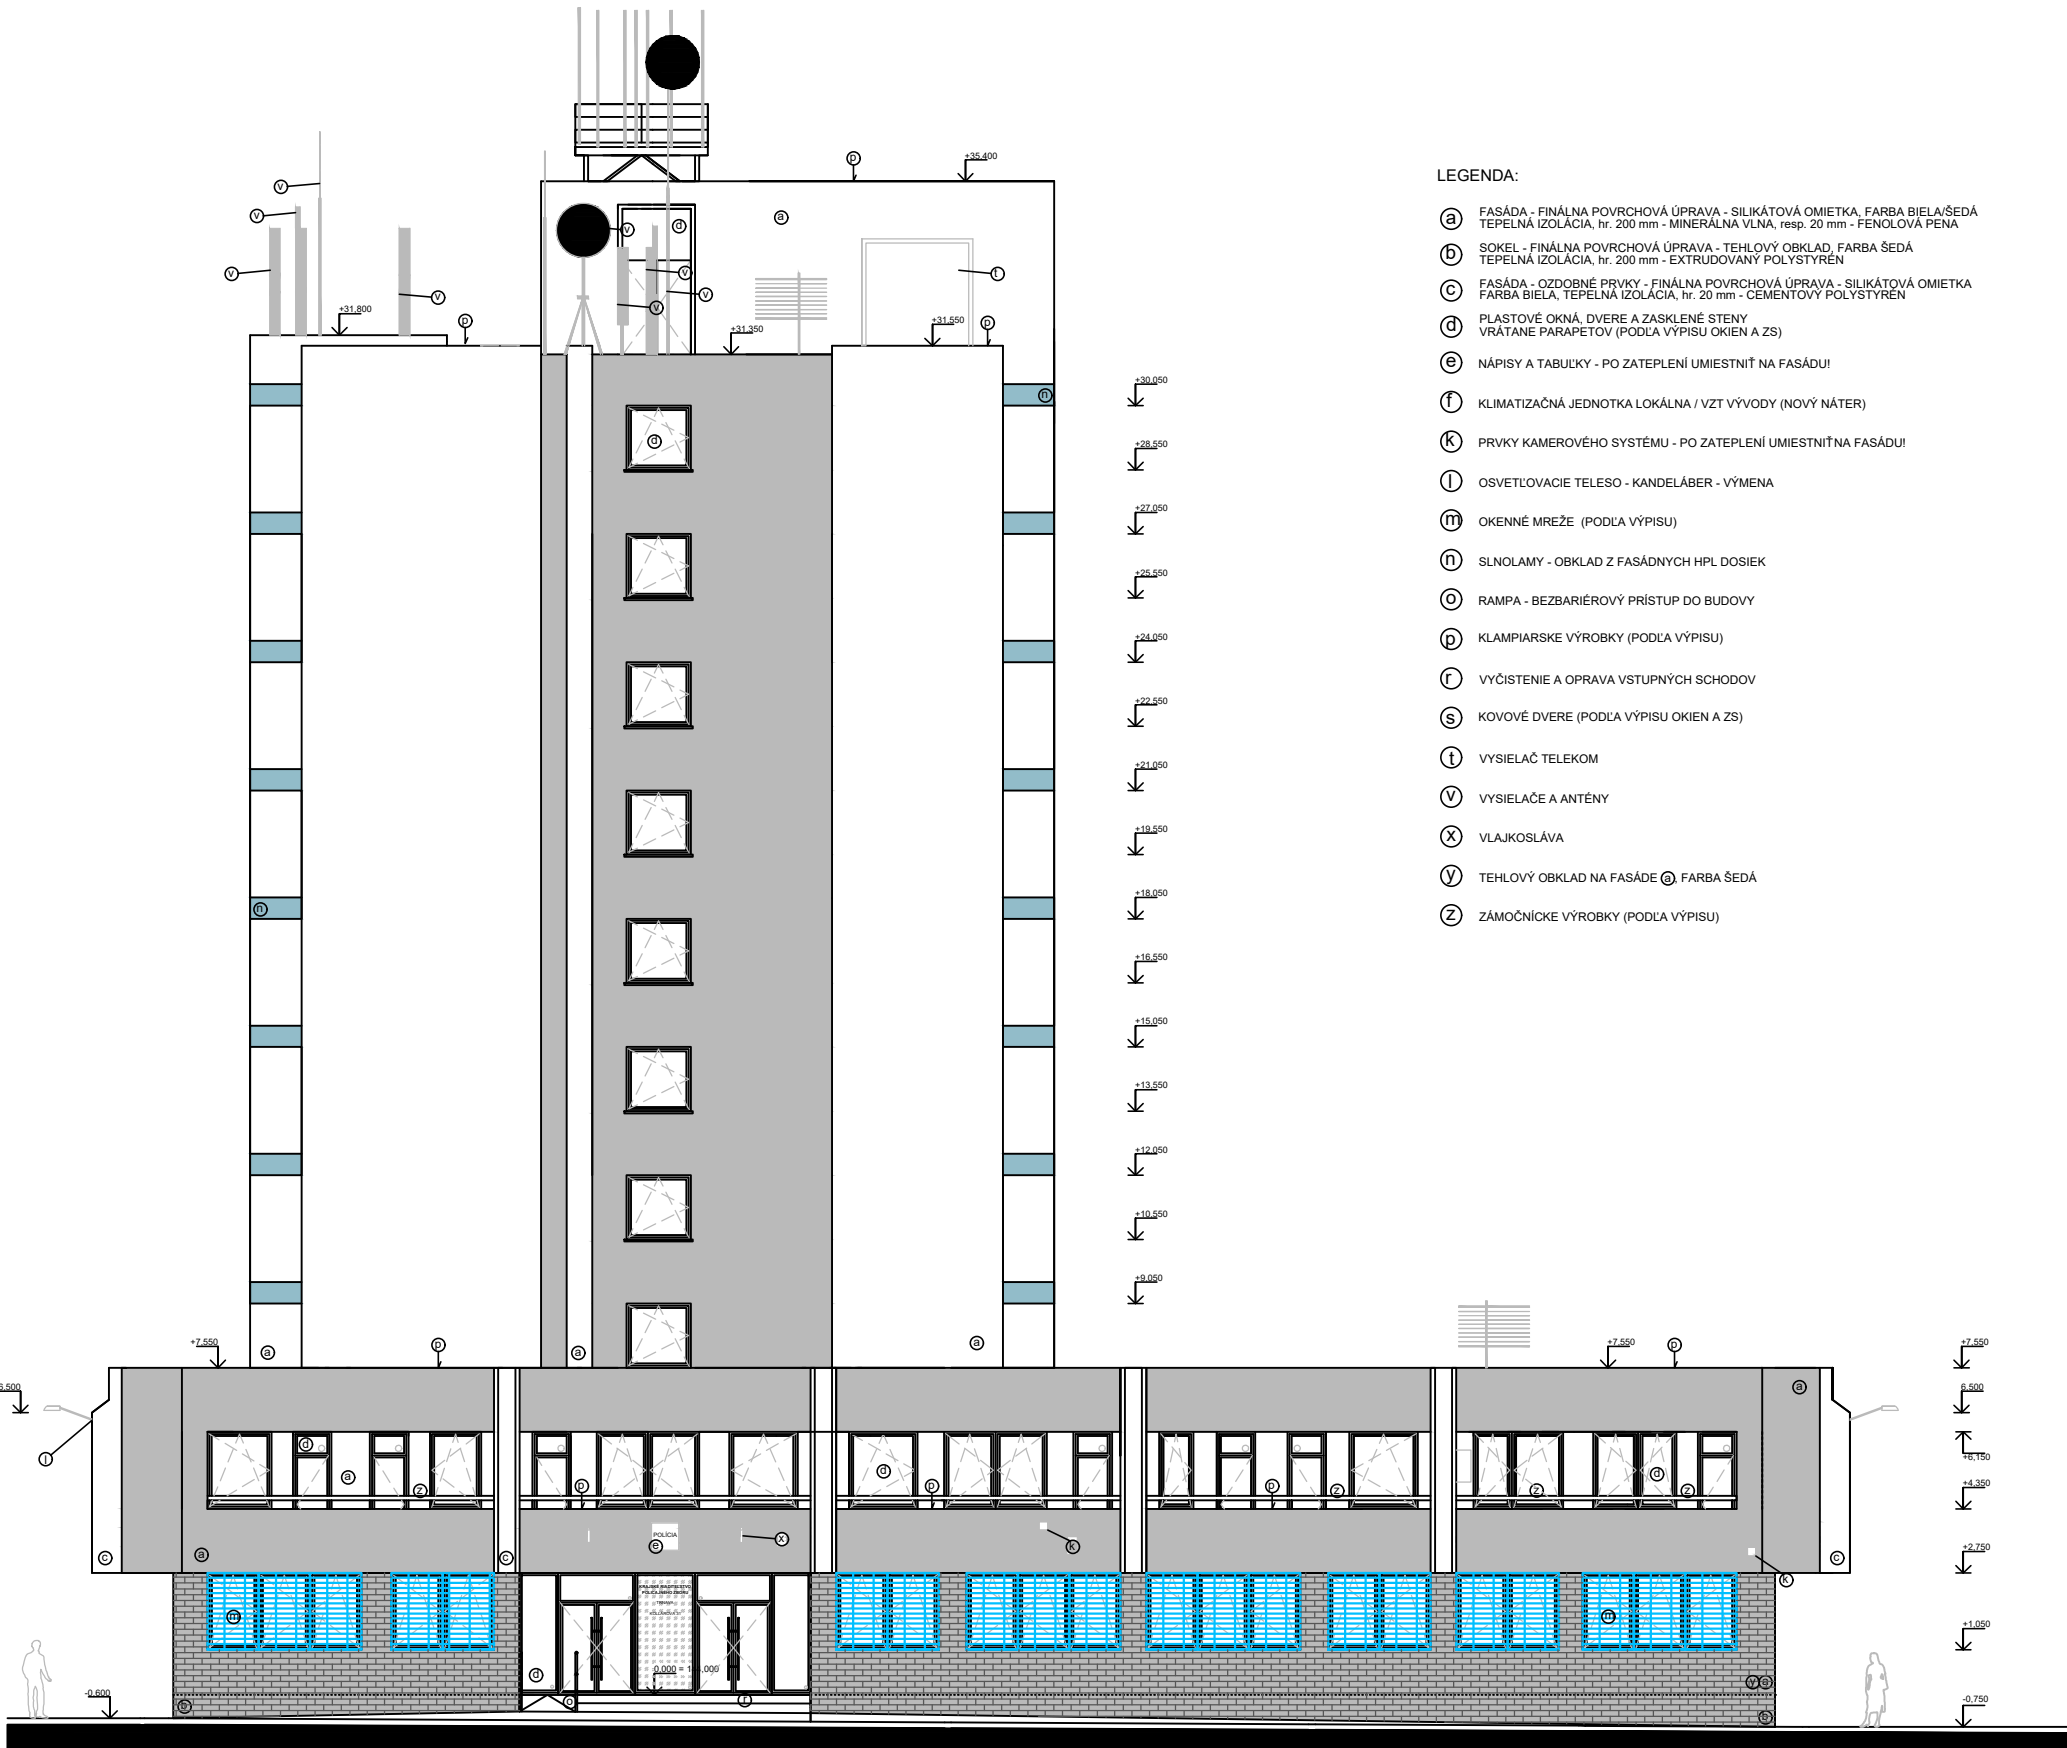 +35,400
p
v
a
v
d
v
v
v
t
v
v
v
+31,800
p
+31,350
+31,550
p
+30,050
n
d
+28,550
+27,050
+25,550
+24,050
+22,550
+21,050
+19,550
n
+18,050
+16,550
+15,050
+13,550
+12,050
+10,550
+9,050
LEGENDA:
a FASÁDA - FINÁLNA POVRCHOVÁ ÚPRAVA - SILIKÁTOVÁ OMIETKA, FARBA BIELA/ŠEDÁ
TEPELNÁ IZOLÁCIA, hr. 200 mm - MINERÁLNA VLNA, resp. 20 mm - FENOLOVÁ PENA
b SOKEL - FINÁLNA POVRCHOVÁ ÚPRAVA - TEHLOVÝ OBKLAD, FARBA ŠEDÁ
TEPELNÁ IZOLÁCIA, hr. 200 mm - EXTRUDOVANÝ POLYSTYRÉN
c FASÁDA - OZDOBNÉ PRVKY - FINÁLNA POVRCHOVÁ ÚPRAVA - SILIKÁTOVÁ OMIETKA
FARBA BIELA, TEPELNÁ IZOLÁCIA, hr. 20 mm - CEMENTOVÝ POLYSTYRÉN
d PLASTOVÉ OKNÁ, DVERE A ZASKLENÉ STENY
VRÁTANE PARAPETOV (PODĽA VÝPISU OKIEN A ZS)
e NÁPISY A TABUĽKY - PO ZATEPLENÍ UMIESTNIŤ NA FASÁDU!
f KLIMATIZAČNÁ JEDNOTKA LOKÁLNA / VZT VÝVODY (NOVÝ NÁTER)
k PRVKY KAMEROVÉHO SYSTÉMU - PO ZATEPLENÍ UMIESTNIŤ NA FASÁDU!
l OSVETĽOVACIE TELESO - KANDELÁBER - VÝMENA
m OKENNÉ MREŽE (PODĽA VÝPISU)
n SLNOLAMY - OBKLAD Z FASÁDNYCH HPL DOSIEK
o RAMPA - BEZBARIÉROVÝ PRÍSTUP DO BUDOVY
p KLAMPIARSKE VÝROBKY (PODĽA VÝPISU)
r VYČISTENIE A OPRAVA VSTUPNÝCH SCHODOV
s KOVOVÉ DVERE (PODĽA VÝPISU OKIEN A ZS)
t VYSIELAČ TELEKOM
v VYSIELAČE A ANTÉNY
x VLAJKOSLÁVA
y TEHLOVÝ OBKLAD NA FASÁDE a, FARBA ŠEDÁ
z ZÁMOČNÍCKE VÝROBKY (PODĽA VÝPISU)
+7,550
a
p
a
a
+7,550
p
+7,550
6,500
a
6,500
l
d
a
z
p
d
p
p
z
z
d
z
+6,150
+4,350
POLÍCIA
e
x
k
c
a
c
c
+2,750
k
KRAJSKÉ RIADITEĽSTVO
POLICAJNÉHO ZBORU
TRNAVA
KOLLÁROVA 31
m
m
+1,050
d
y a
o
r
-0,600
b
b
-0,750